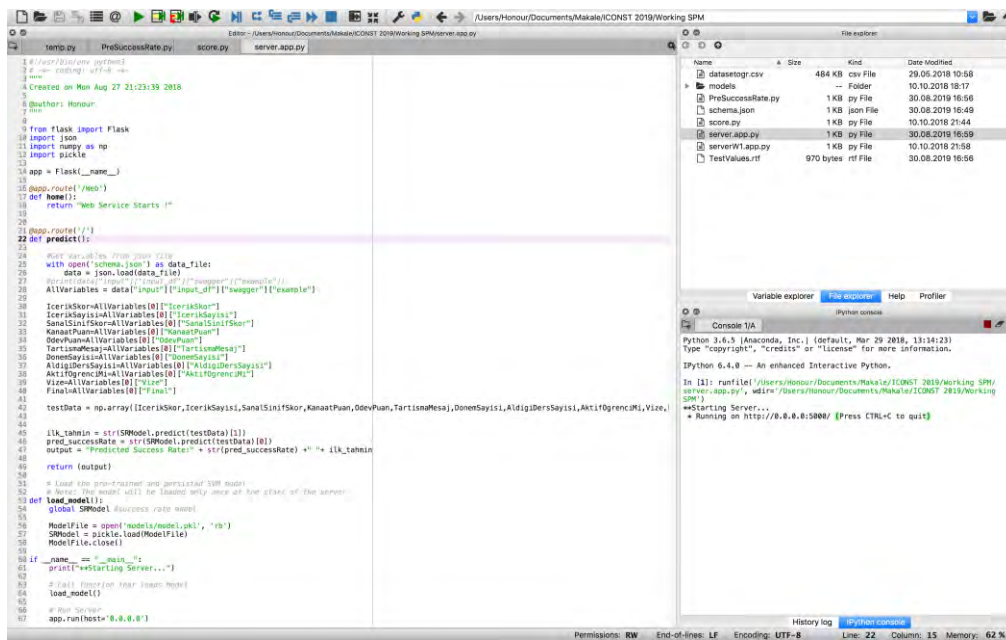 /Users/Honour/Documents/Makale/ICONST 2019/Working SPM
Editor - /Users/Honour/Documents/Makale/ICONST 2019/Working SPM/server.app.py
temp.py PreSuccessRate.py score.py server.app.py
1 #!/usr/bin/env python3
2 # -*- coding: utf-8 -*-
3 """
4 Created on Mon Aug 27 21:23:39 2018
5
6 @author: Honour
7 """
8
9 from flask import Flask
10 import json
11 import numpy as np
12 import pickle
13
14 app = Flask(__name__)
15
16 @app.route('/Web')
17 def home():
18 return "Web Service Starts !"
19
20
21 @app.route('/')
22 def predict():
23
24 #Get variables from json file
25 with open('schema.json') as data_file:
26 data = json.load(data_file)
27 #print(data["input"]["input_df"]["swagger"]["example"])
28 AllVariables = data["input"]["input_df"]["swagger"]["example"]
29
30 IcerikSkor=AllVariables[0]["IcerikSkor"]
31 IcerikSayisi=AllVariables[0]["IcerikSayisi"]
32 SanalSinifSkor=AllVariables[0]["SanalSinifSkor"]
33 KanaatPuan=AllVariables[0]["KanaatPuan"]
34 OdevPuan=AllVariables[0]["OdevPuan"]
35 TartismaMesaj=AllVariables[0]["TartismaMesaj"]
36 DonemSayisi=AllVariables[0]["DonemSayisi"]
37 AldigiDersSayisi=AllVariables[0]["AldigiDersSayisi"]
38 AktifOgrenciMi=AllVariables[0]["AktifOgrenciMi"]
39 Vize=AllVariables[0]["Vize"]
40 Final=AllVariables[0]["Final"]
41
42 testData = np.array([IcerikSkor,IcerikSayisi,SanalSinifSkor,KanaatPuan,OdevPuan,TartismaMesaj,DonemSayisi,AldigiDersSayisi,AktifOgrenciMi,Vize,
43
44
45 ilk_tahmin = str(SRModel.predict(testData)[1])
46 pred_successRate = str(SRModel.predict(testData)[0])
47 output = "Predicted Success Rate:" + str(pred_successRate) +" "+ ilk_tahmin
48
49 return (output)
50
51 # Load the pre-trained and persisted SVM model
52 # Note: The model will be loaded only once at the start of the server
53 def load_model():
54 global SRModel #success rate model
55
56 ModelFile = open('models/model.pkl', 'rb')
57 SRModel = pickle.load(ModelFile)
58 ModelFile.close()
59
60 if __name__ == "__main__":
61 print("**Starting Server...")
62
63 # Call function that loads Model
64 load_model()
65
66 # Run Server
67 app.run(host='0.0.0.0')
File explorer
Name Size Kind Date Modified
datasetogr.csv 484 KB csv File 29.05.2018 10:58
models -- Folder 10.10.2018 18:17
PreSuccessRate.py 1 KB py File 30.08.2019 16:56
schema.json 1 KB json File 30.08.2019 16:49
score.py 1 KB py File 10.10.2018 21:44
server.app.py 1 KB py File 30.08.2019 16:59
serverW1.app.py 1 KB py File 10.10.2018 21:58
TestValues.rtf 970 bytes rtf File 30.08.2019 16:56
Variable explorer File explorer Help Profiler
IPython console
Console 1/A
Python 3.6.5 |Anaconda, Inc.| (default, Mar 29 2018, 13:14:23)
Type "copyright", "credits" or "license" for more information.
IPython 6.4.0 -- An enhanced Interactive Python.
In [1]: runfile('/Users/Honour/Documents/Makale/ICONST 2019/Working SPM/
server.app.py', wdir='/Users/Honour/Documents/Makale/ICONST 2019/Working
SPM')
**Starting Server...
* Running on http://0.0.0.0:5000/ (Press CTRL+C to quit)
History log IPython console
Permissions: RW End-of-lines: LF Encoding: UTF-8 Line: 22 Column: 15 Memory: 62 %